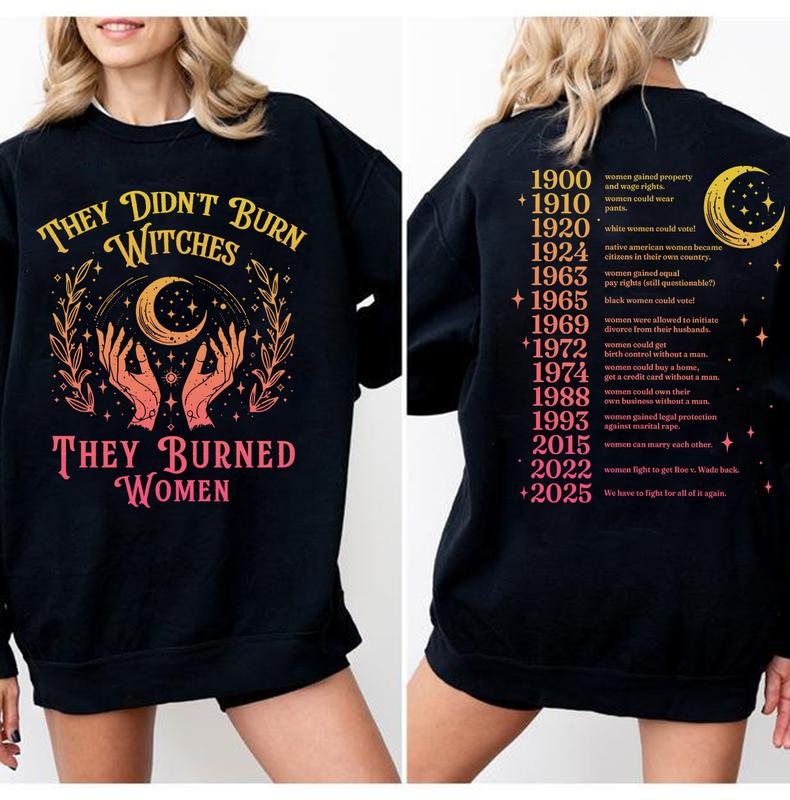 They Didn't Burn
Witches
They Burned
Women
1900 women gained property
and wage rights.
1910 women could wear
pants.
1920 white women could vote!
1924 native american women became
citizens in their own country.
1963 women gained equal
pay rights (still questionable?)
1965 black women could vote!
1969 women were allowed to initiate
divorce from their husbands.
1972 women could get
birth control without a man.
1974 women could buy a home,
get a credit card without a man.
1988 women could own their
own business without a man.
1993 women gained legal protection
against marital rape.
2015 women can marry each other.
2022 women fight to get Roe v. Wade back.
2025 We have to fight for all of it again.